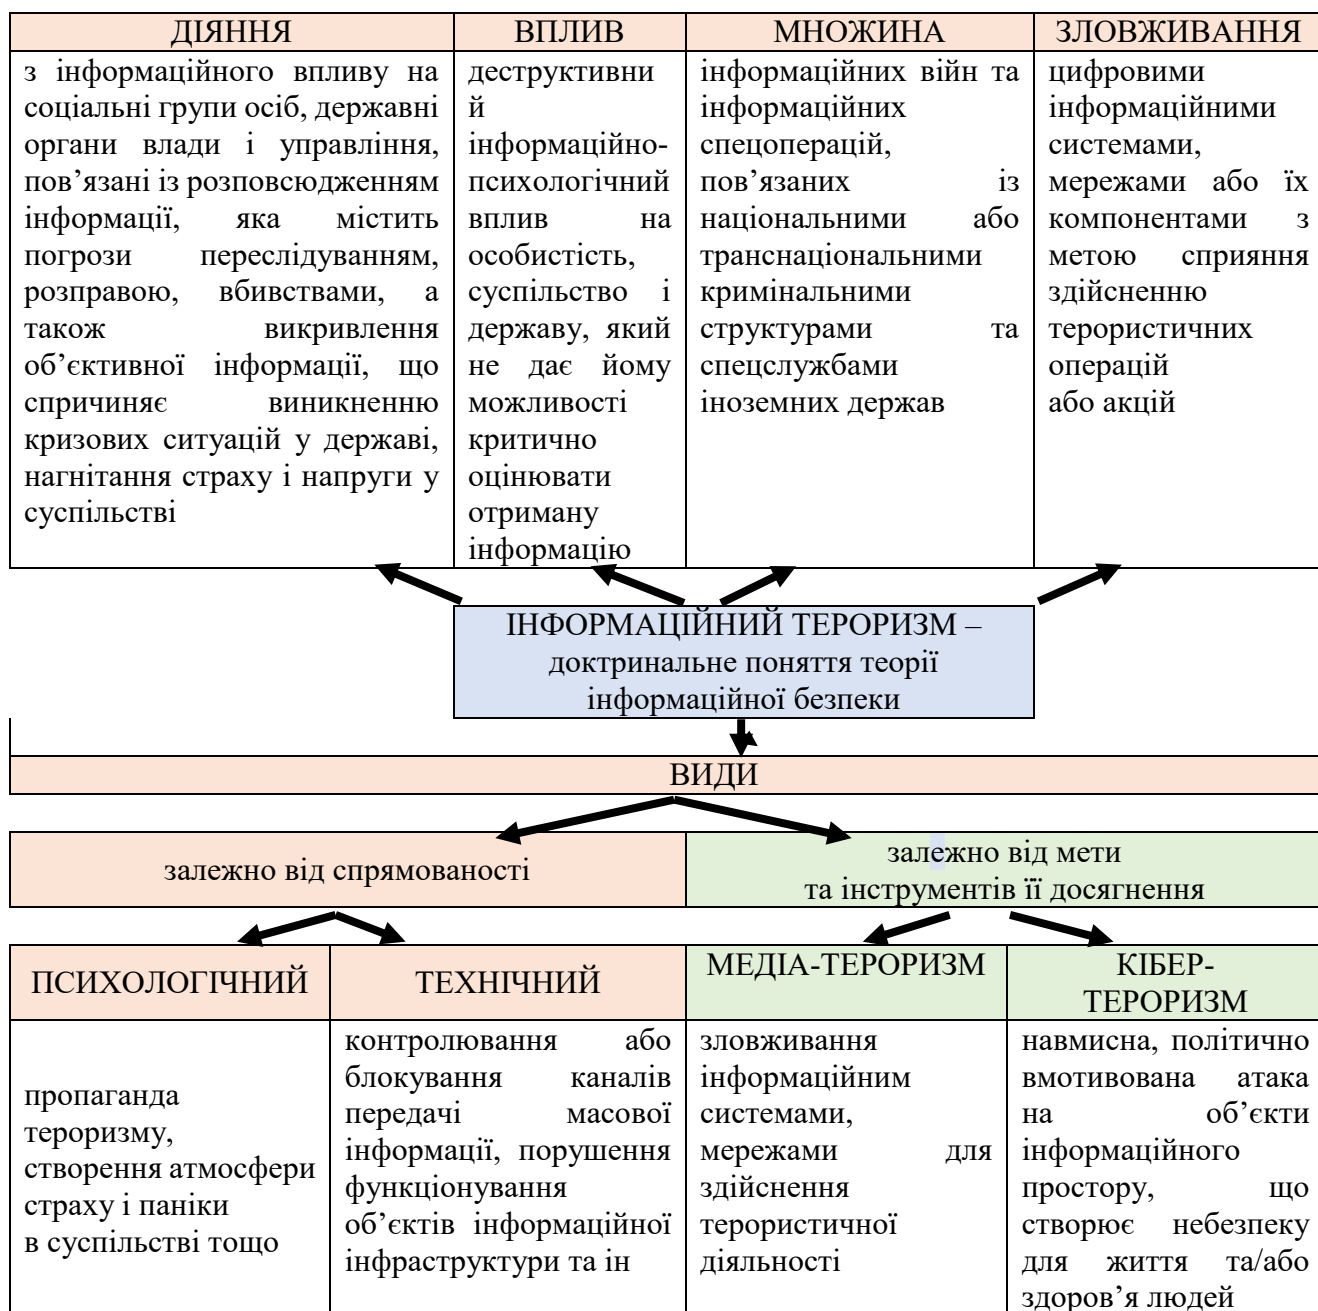 ДІЯННЯ
ВПЛИВ
МНОЖИНА
ЗЛОВЖИВАННЯ
з інформаційного впливу на
соціальні групи осіб, державні
органи влади і управління,
пов’язані із розповсюдженням
інформації, яка містить
погрози переслідуванням,
розправою, вбивствами, а
також викривлення
об’єктивної інформації, що
спричиняє виникненню
кризових ситуацій у державі,
нагнітання страху і напруги у
суспільстві
деструктивни
й
інформаційно-
психологічний
вплив на
особистість,
суспільство і
державу, який
не дає йому
можливості
критично
оцінювати
отриману
інформацію
інформаційних війн та
інформаційних
спецоперацій,
пов’язаних із
національними або
транснаціональними
кримінальними
структурами та
спецслужбами
іноземних держав
цифровими
інформаційними
системами,
мережами або їх
компонентами з
метою сприяння
здійсненню
терористичних
операцій
або акцій
ІНФОРМАЦІЙНИЙ ТЕРОРИЗМ –
доктринальне поняття теорії
інформаційної безпеки
ВИДИ
залежно від спрямованості
залежно від мети
та інструментів її досягнення
ПСИХОЛОГІЧНИЙ
ТЕХНІЧНИЙ
МЕДІА-ТЕРОРИЗМ
КІБЕР-
ТЕРОРИЗМ
пропаганда
тероризму,
створення атмосфери
страху і паніки
в суспільстві тощо
контролювання або
блокування каналів
передачі масової
інформації, порушення
функціонування
об’єктів інформаційної
інфраструктури та ін
зловживання
інформаційним
системами,
мережами для
здійснення
терористичної
діяльності
навмисна, політично
вмотивована атака
на об’єкти
інформаційного
простору, що
створює небезпеку
для життя та/або
здоров’я людей